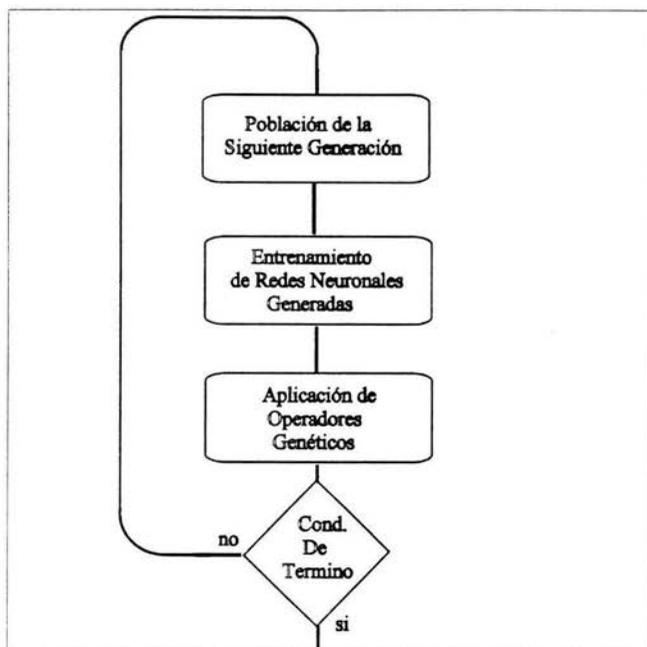 Población de la
Siguiente Generación
Entrenamiento
de Redes Neuronales
Generadas
Aplicación de
Operadores
Genéticos
Cond.
De
Termino
no
si